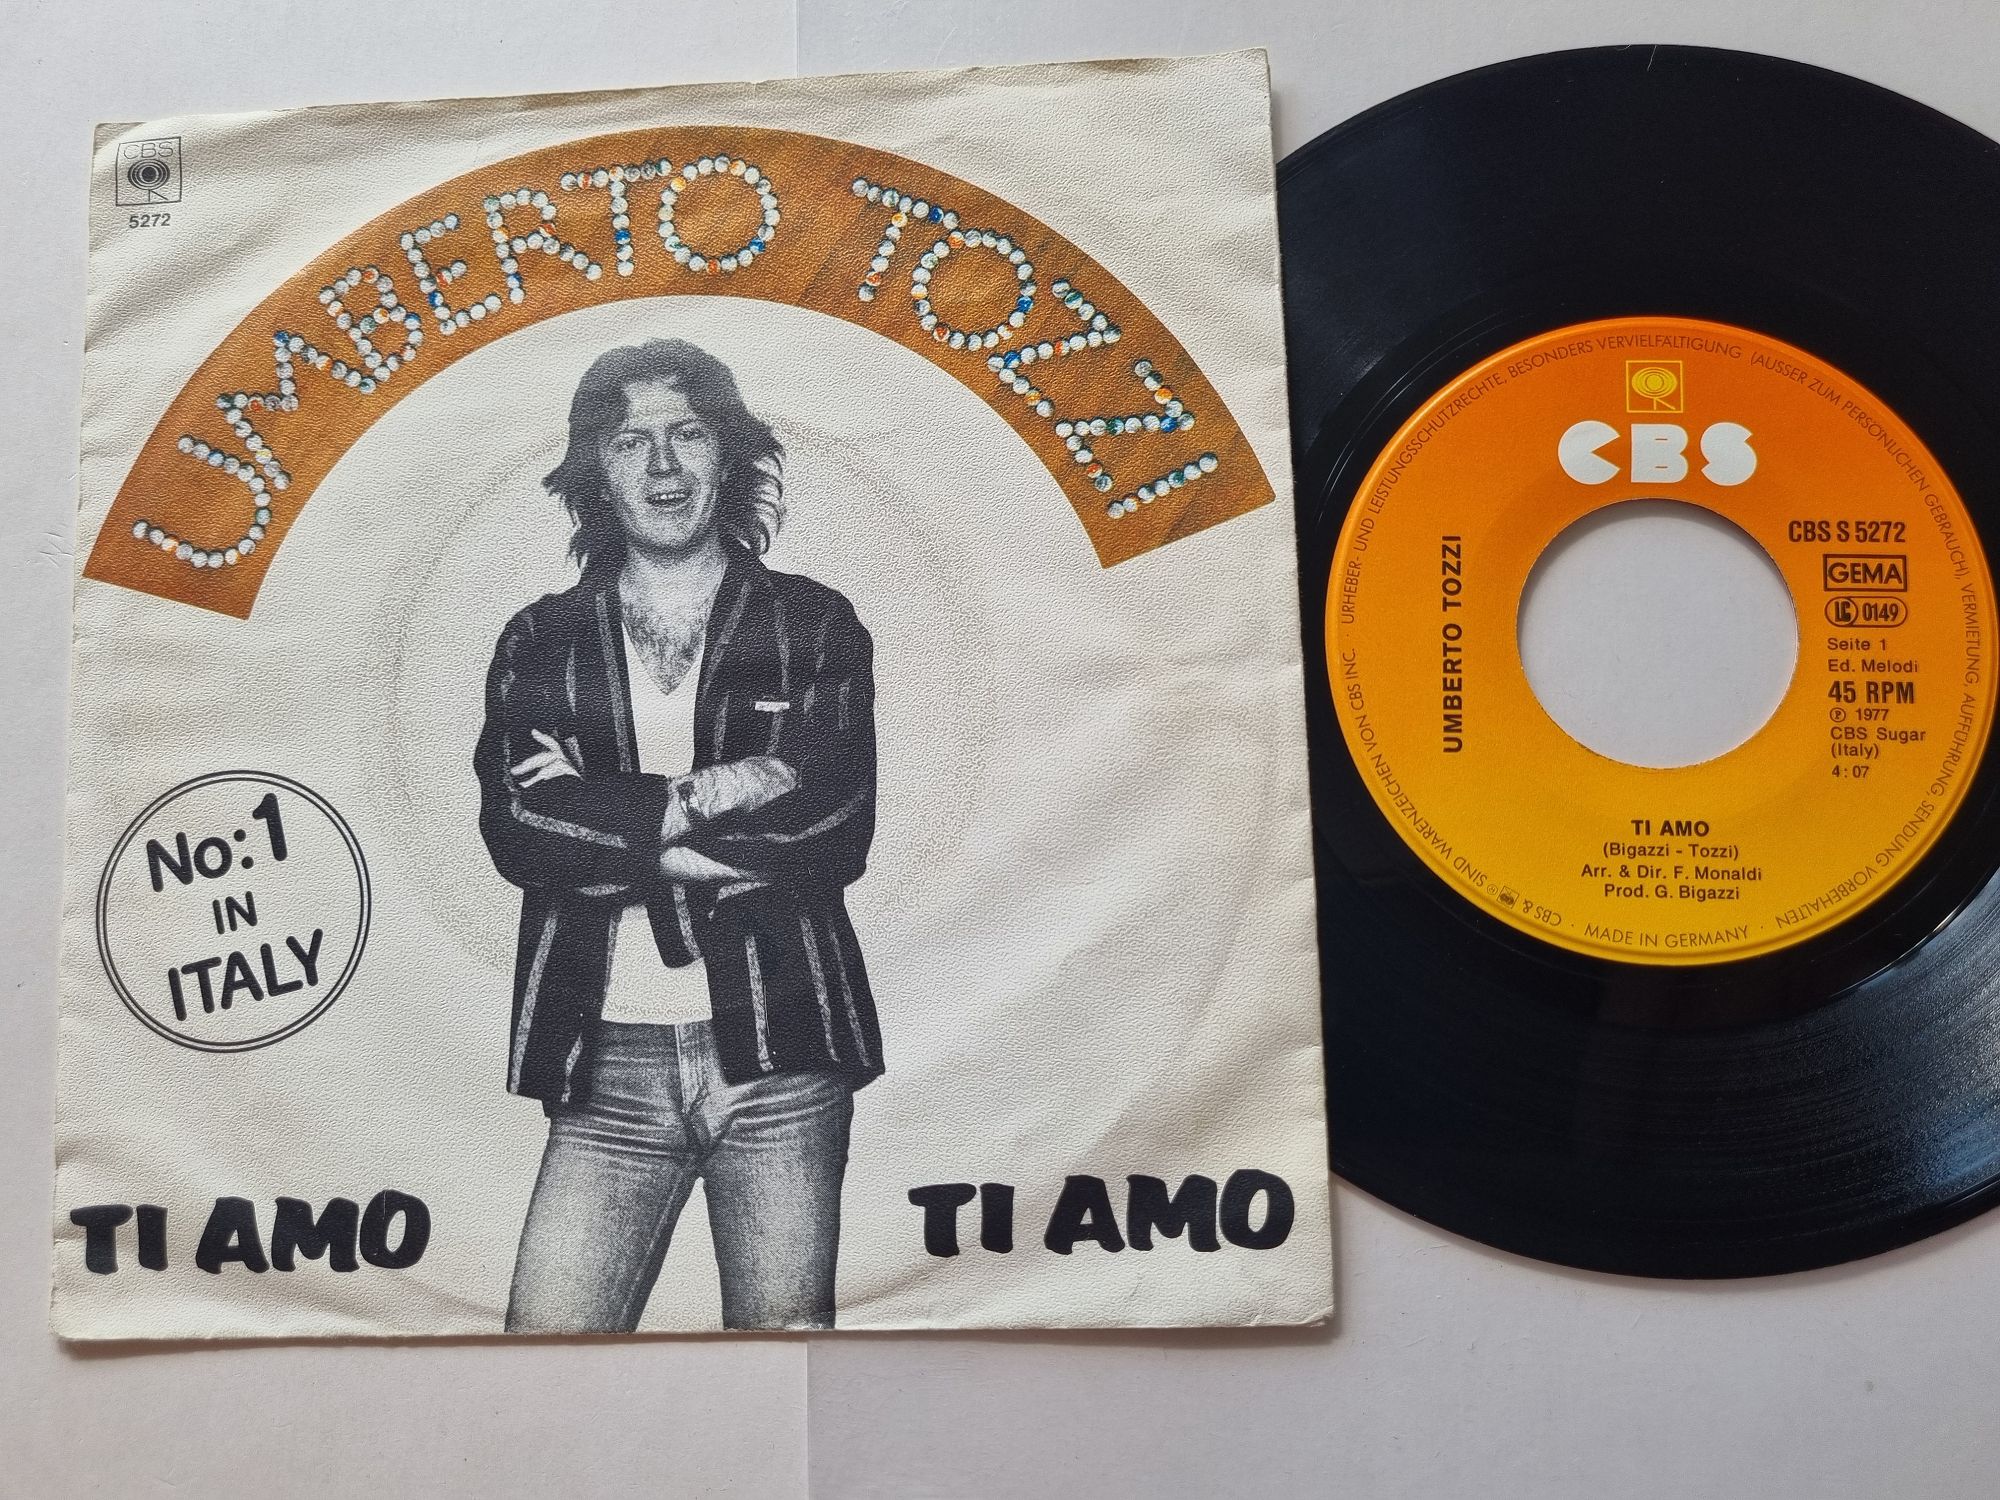 CBS
5272
UMBERTO TOZZI
No:1
IN
ITALY
TI AMO
TI AMO
URHEBER- UND LEISTUNGSSCHUTZRECHTE, BESONDERS VERVIELFÄLTIGUNG (AUSSER ZUM PERSÖNLICHEN GEBRAUCH), VERMIETUNG, AUFFÜHRUNG, SENDUNG VORBEHALTEN · MADE IN GERMANY · CBS & ® SIND WARENZEICHEN VON CBS INC. ·
CBS
UMBERTO TOZZI
CBS S 5272
GEMA
LC 0149
Seite 1
Ed. Melodi
45 RPM
℗ 1977
CBS Sugar
(Italy)
4:07
TI AMO
(Bigazzi - Tozzi)
Arr. & Dir. F. Monaldi
Prod. G. Bigazzi